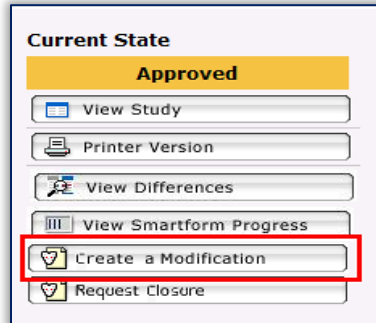 Current State
Approved
View Study
Printer Version
View Differences
View Smartform Progress
Create a Modification
Request Closure